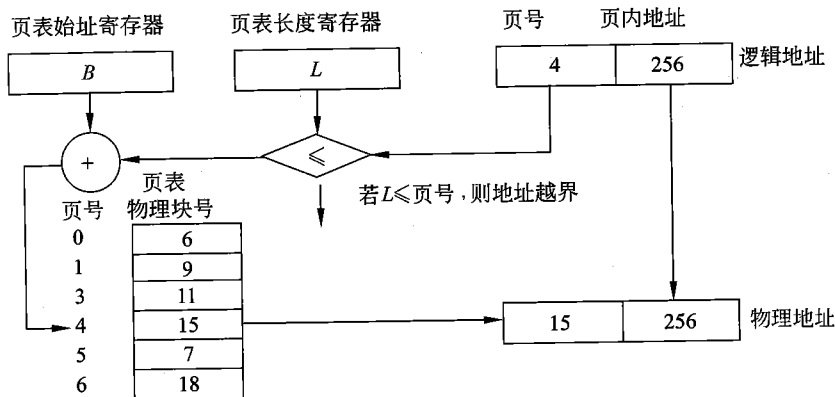 页表始址寄存器 页表长度寄存器 页号 页内地址
B L 4 256 逻辑地址
+ ≤
若L≤页号,则地址越界
页表
页号 物理块号
0 6
1 9
3 11
4 15 15 256 物理地址
5 7
6 18